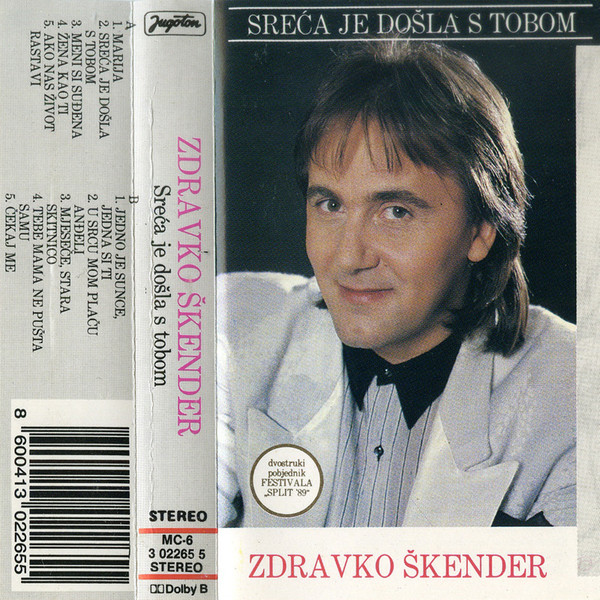 A
1. MARIJA
2. SREĆA JE DOŠLA
S TOBOM
3. MENI SI SUĐENA
4. ŽENA KAO TI
5. AKO NAS ŽIVOT
RASTAVI
B
1. JEDNO JE SUNCE,
JEDNA SI TI
2. U SRCU MOM PLAČU
ANĐELI
3. MJESEČE, STARA
SKITNICO
4. TEBE MAMA NE PUŠTA
SAMU
5. ČEKAJ ME
8 600413 022655
Jugoton
ZDRAVKO ŠKENDER
Sreća je došla s tobom
STEREO
MC-6
3 02265 5
STEREO
Dolby B
SREĆA JE DOŠLA S TOBOM
dvostruki
pobjednik
FESTIVALA
„SPLIT '89“
ZDRAVKO ŠKENDER